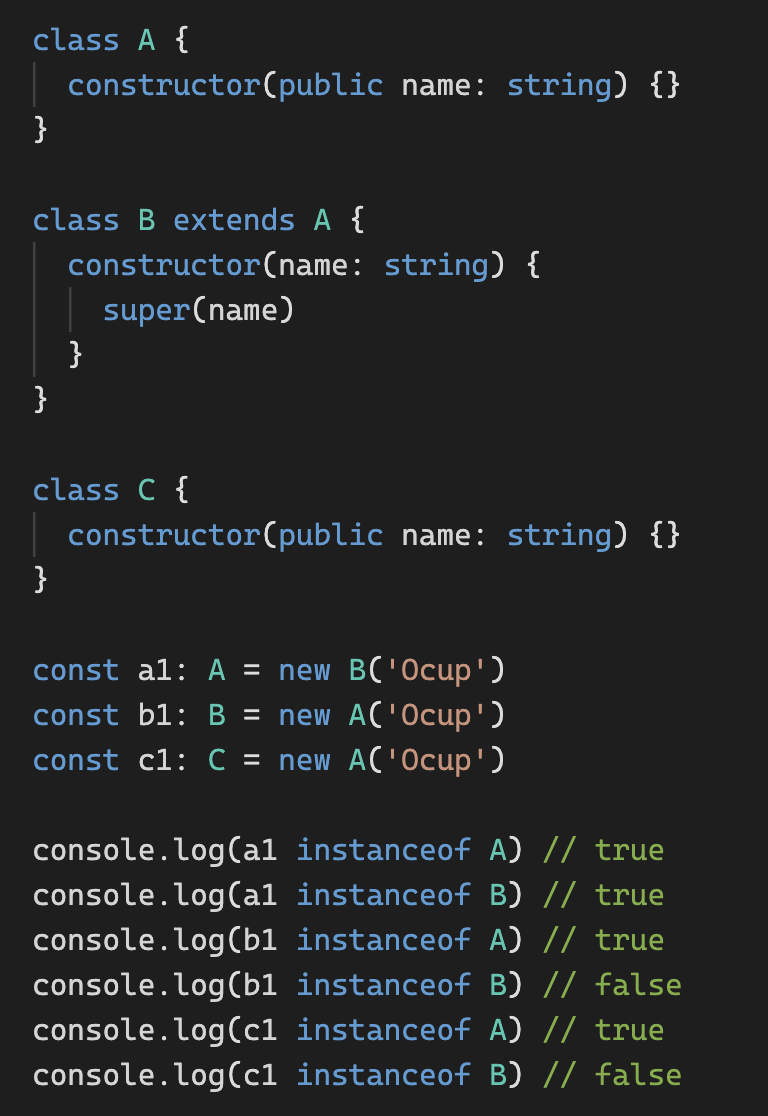 class A {
  constructor(public name: string) {}
}

class B extends A {
  constructor(name: string) {
    super(name)
  }
}

class C {
  constructor(public name: string) {}
}

const a1: A = new B('Ocup')
const b1: B = new A('Ocup')
const c1: C = new A('Ocup')

console.log(a1 instanceof A) // true
console.log(a1 instanceof B) // true
console.log(b1 instanceof A) // true
console.log(b1 instanceof B) // false
console.log(c1 instanceof A) // true
console.log(c1 instanceof B) // false